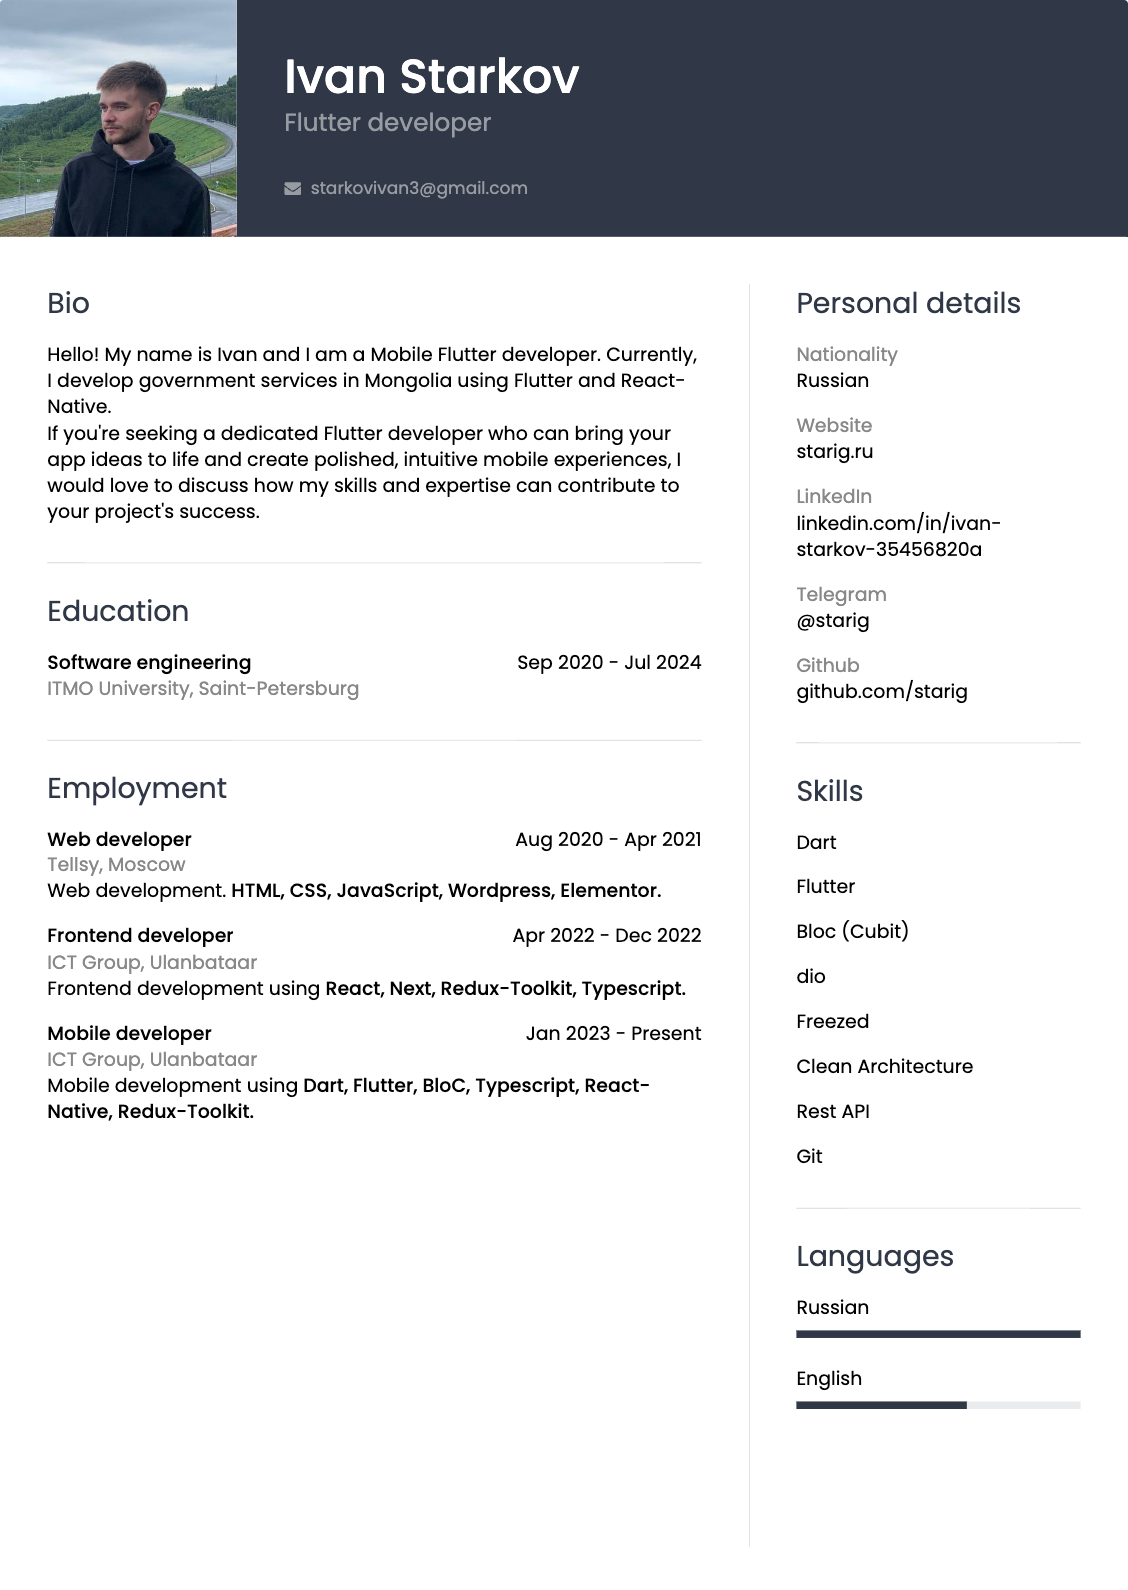 Ivan Starkov
Flutter developer
starkovivan3@gmail.com
Bio
Hello! My name is Ivan and I am a Mobile Flutter developer. Currently,
I develop government services in Mongolia using Flutter and React-
Native.
If you're seeking a dedicated Flutter developer who can bring your
app ideas to life and create polished, intuitive mobile experiences, I
would love to discuss how my skills and expertise can contribute to
your project's success.
Education
Software engineering Sep 2020 - Jul 2024
ITMO University, Saint-Petersburg
Employment
Web developer Aug 2020 - Apr 2021
Tellsy, Moscow
Web development. HTML, CSS, JavaScript, Wordpress, Elementor.
Frontend developer Apr 2022 - Dec 2022
ICT Group, Ulanbataar
Frontend development using React, Next, Redux-Toolkit, Typescript.
Mobile developer Jan 2023 - Present
ICT Group, Ulanbataar
Mobile development using Dart, Flutter, BloC, Typescript, React-
Native, Redux-Toolkit.
Personal details
Nationality
Russian
Website
starig.ru
LinkedIn
linkedin.com/in/ivan-
starkov-35456820a
Telegram
@starig
Github
github.com/starig
Skills
Dart
Flutter
Bloc (Cubit)
dio
Freezed
Clean Architecture
Rest API
Git
Languages
Russian
English